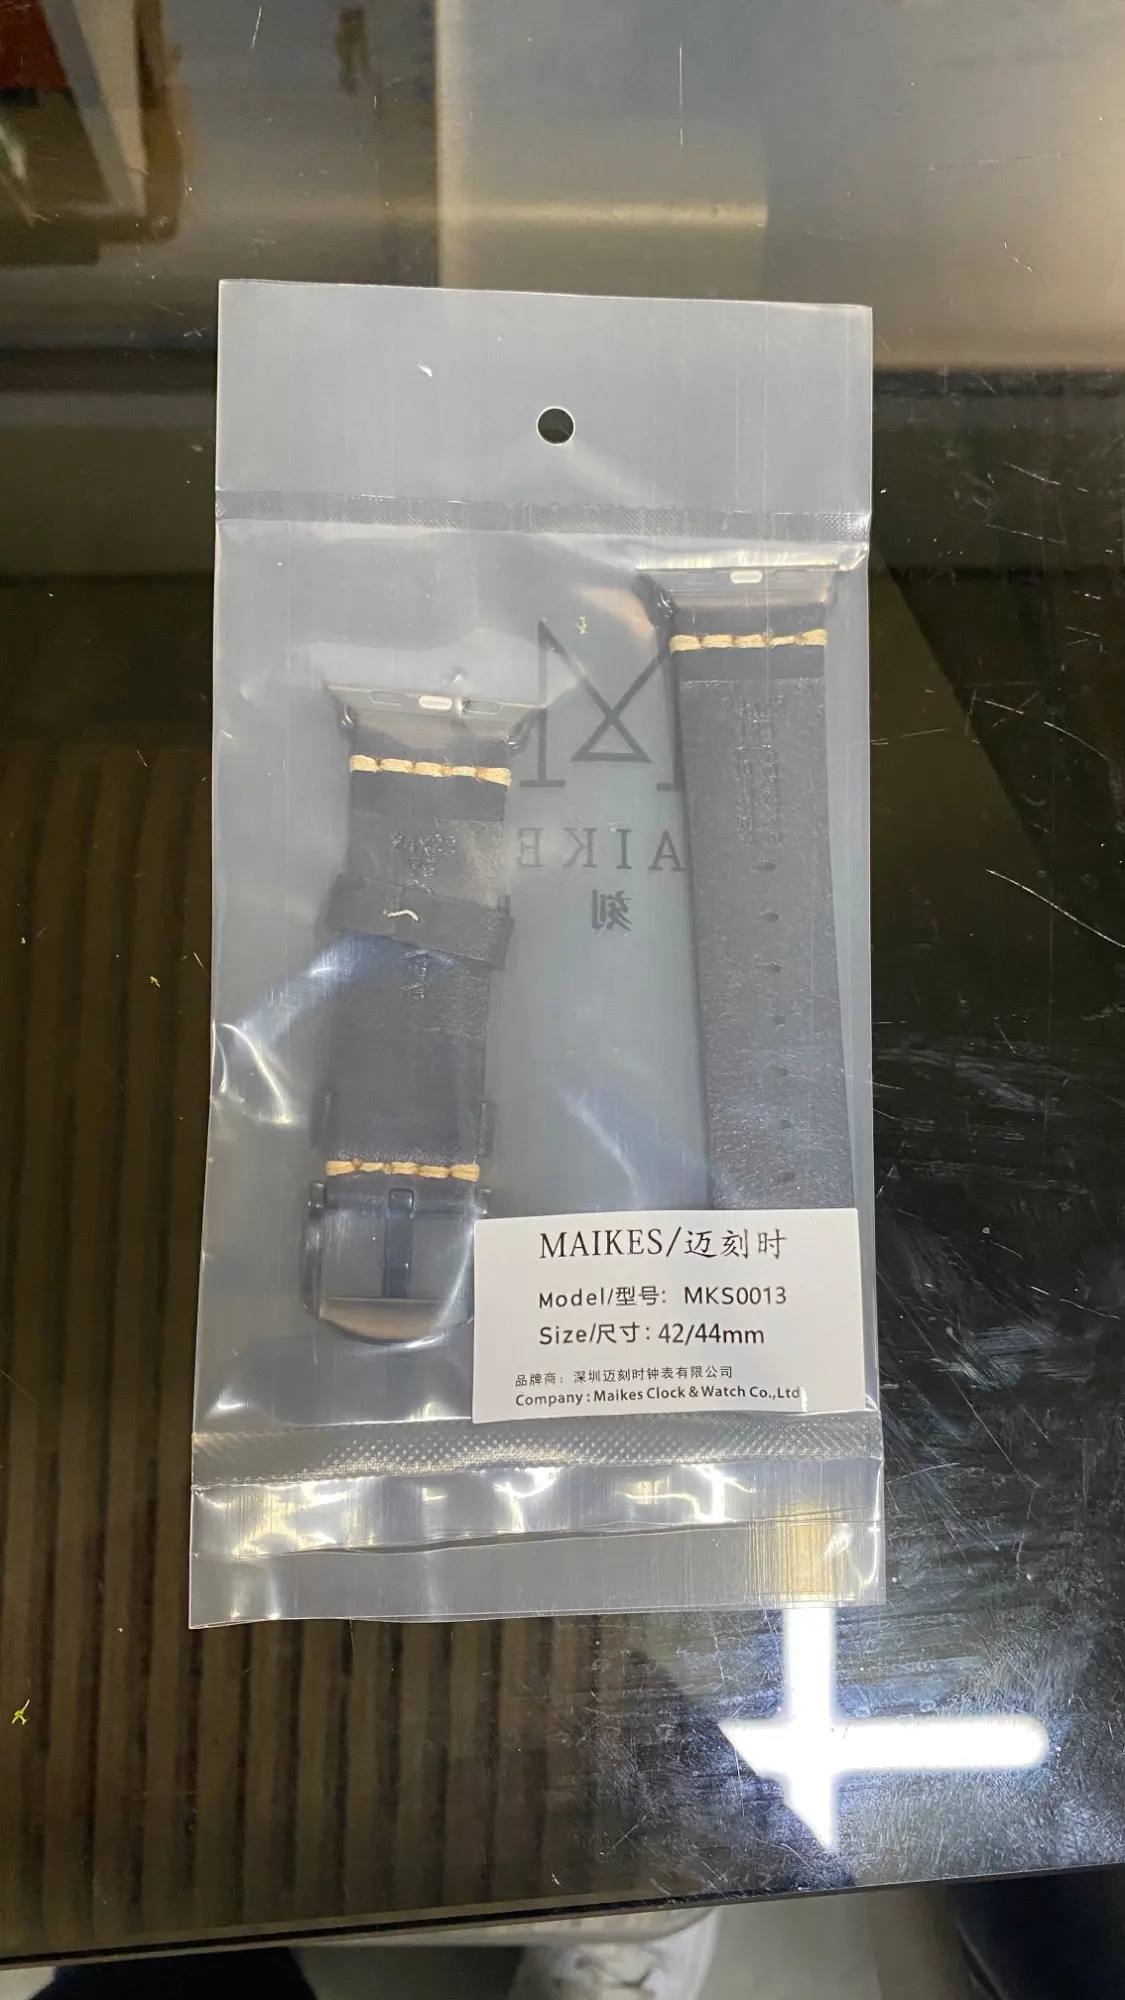 MAIKE
刻
MAIKES/迈刻时
Model/型号: MKS0013
Size/尺寸: 42/44mm
品牌商: 深圳迈刻时钟表有限公司
Company: Maikes Clock & Watch Co.,Ltd